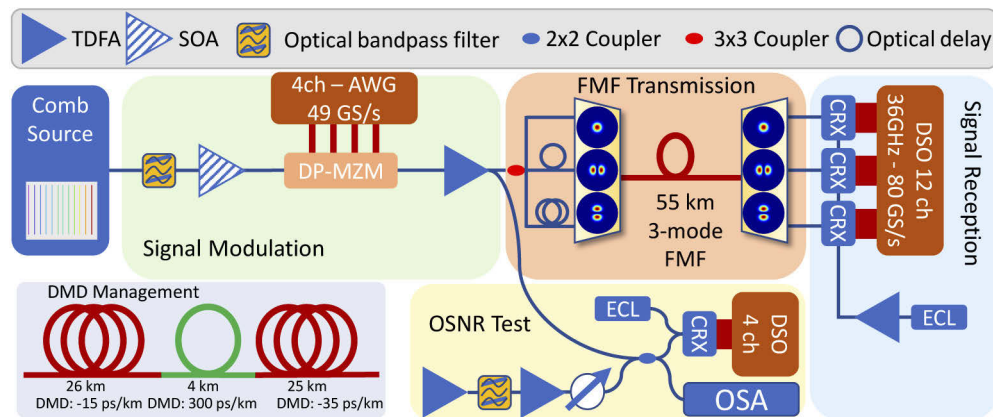 TDFA
SOA
Optical bandpass filter
2x2 Coupler
3x3 Coupler
Optical delay
Comb
Source
4ch – AWG
49 GS/s
DP-MZM
Signal Modulation
FMF Transmission
55 km
3-mode
FMF
CRX
CRX
CRX
DSO 12 ch
36GHz - 80 GS/s
Signal Reception
ECL
DMD Management
26 km
DMD: -15 ps/km
4 km
DMD: 300 ps/km
25 km
DMD: -35 ps/km
OSNR Test
ECL
CRX
DSO
4 ch
OSA